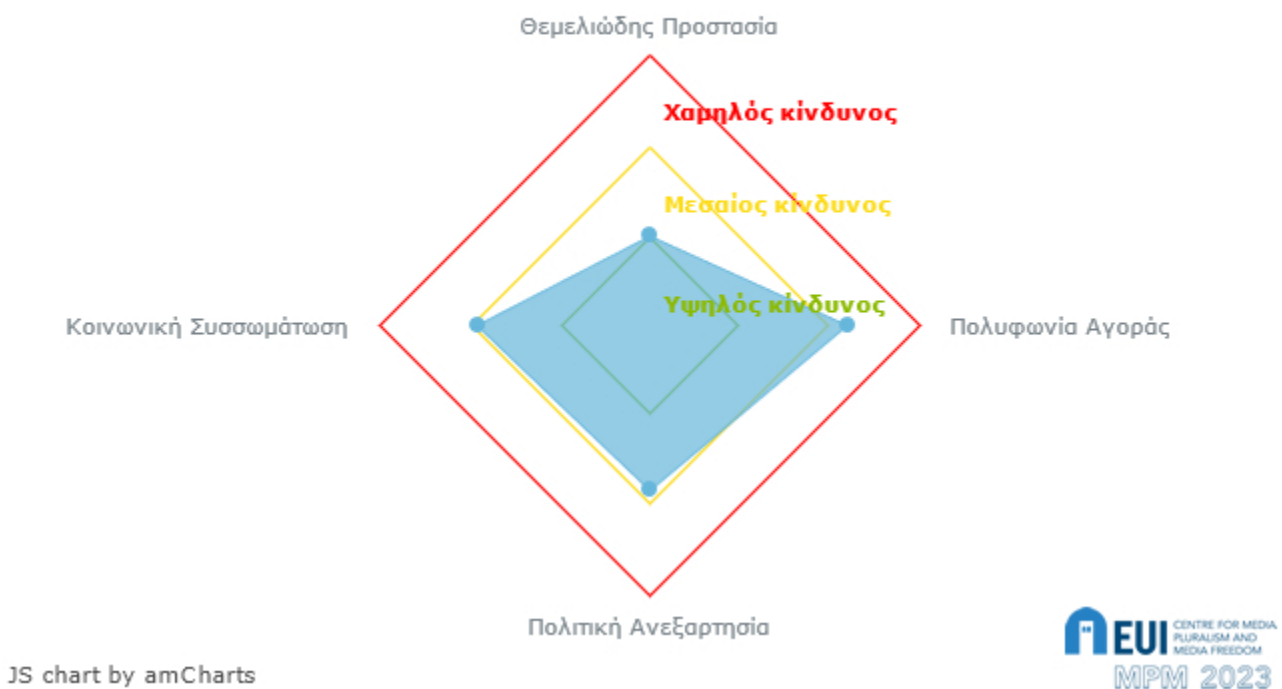 Θεμελιώδης Προστασία
Χαμηλός κίνδυνος
Μεσαίος κίνδυνος
Υψηλός κίνδυνος
Κοινωνική Συσσωμάτωση
Πολυφωνία Αγοράς
Πολιτική Ανεξαρτησία
JS chart by amCharts
EUI
CENTRE FOR MEDIA
PLURALISM AND
MEDIA FREEDOM
MPM 2023